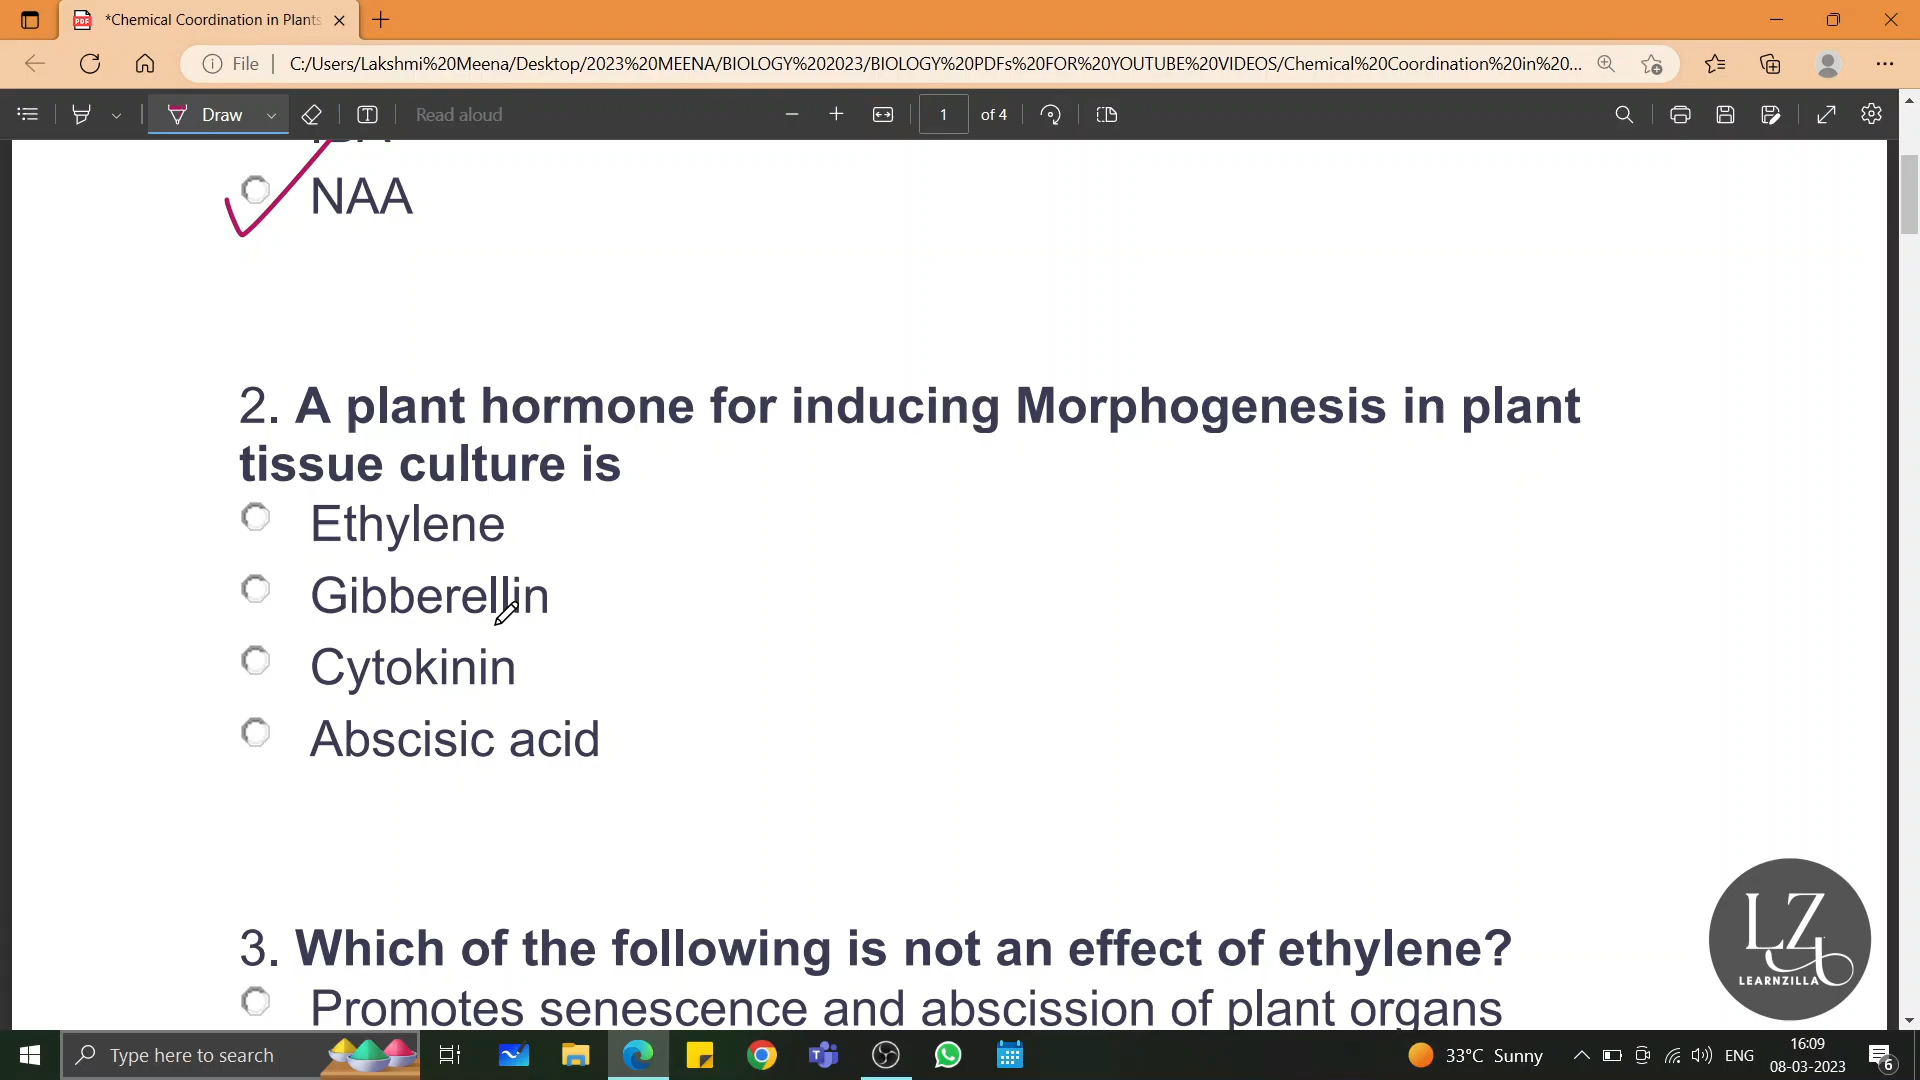 *Chemical Coordination in Plants
File
C:/Users/Lakshmi%20Meena/Desktop/2023%20MEENA/BIOLOGY%202023/BIOLOGY%20PDFs%20FOR%20YOUTUBE%20VIDEOS/Chemical%20Coordination%20in%20...
Draw
Read aloud
1
of 4
NAA
2. A plant hormone for inducing Morphogenesis in plant
tissue culture is
Ethylene
Gibberellin
Cytokinin
Abscisic acid
3. Which of the following is not an effect of ethylene?
Promotes senescence and abscission of plant organs
LZ
LEARNZILLA
Type here to search
33°C Sunny
ENG
16:09
08-03-2023
6